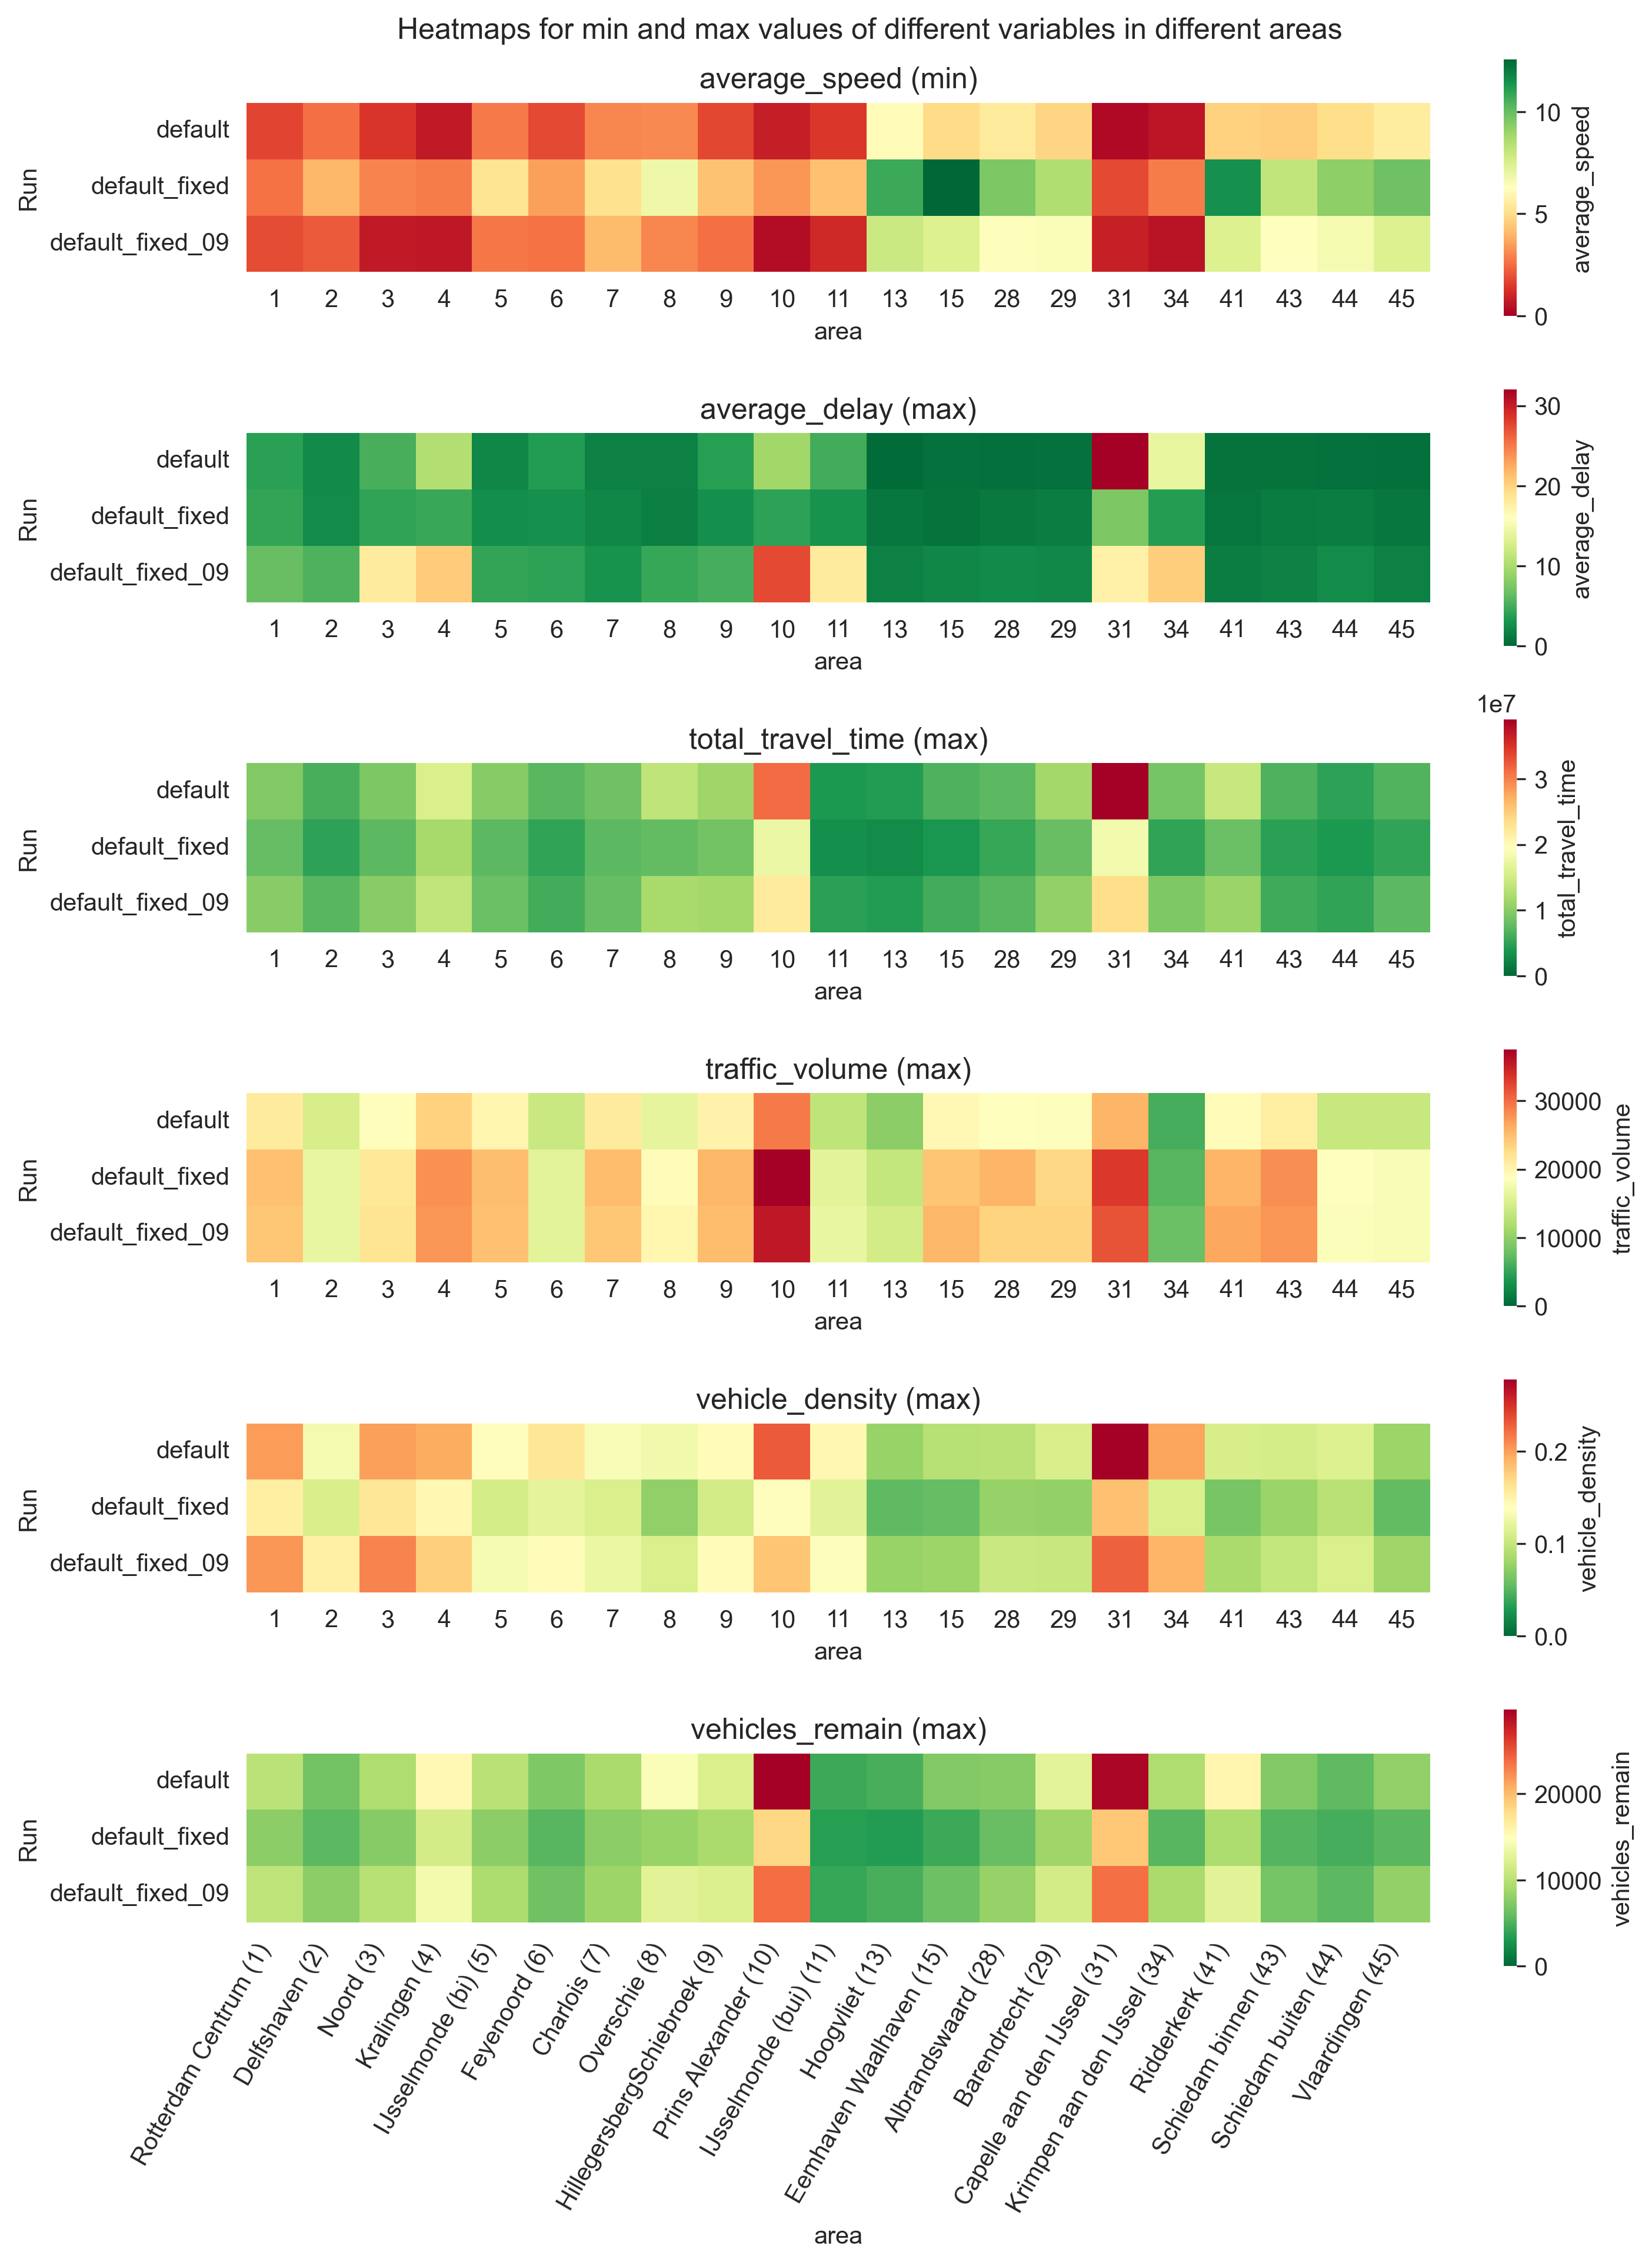 Heatmaps for min and max values of different variables in different areas
average_speed (min)
Run
default
default_fixed
default_fixed_09
1 2 3 4 5 6 7 8 9 10 11 13 15 28 29 31 34 41 43 44 45
area
10
5
0
average_speed
average_delay (max)
Run
default
default_fixed
default_fixed_09
1 2 3 4 5 6 7 8 9 10 11 13 15 28 29 31 34 41 43 44 45
area
30
20
10
0
average_delay
total_travel_time (max)
Run
default
default_fixed
default_fixed_09
1 2 3 4 5 6 7 8 9 10 11 13 15 28 29 31 34 41 43 44 45
area
1e7
3
2
1
0
total_travel_time
traffic_volume (max)
Run
default
default_fixed
default_fixed_09
1 2 3 4 5 6 7 8 9 10 11 13 15 28 29 31 34 41 43 44 45
area
30000
20000
10000
0
traffic_volume
vehicle_density (max)
Run
default
default_fixed
default_fixed_09
1 2 3 4 5 6 7 8 9 10 11 13 15 28 29 31 34 41 43 44 45
area
0.2
0.1
0.0
vehicle_density
vehicles_remain (max)
Run
default
default_fixed
default_fixed_09
Rotterdam Centrum (1)
Delfshaven (2)
Noord (3)
Kralingen (4)
IJsselmonde (bi) (5)
Feyenoord (6)
Charlois (7)
Overschie (8)
HillegersbergSchiebroek (9)
Prins Alexander (10)
IJsselmonde (bui) (11)
Hoogvliet (13)
Eemhaven Waalhaven (15)
Albrandswaard (28)
Barendrecht (29)
Capelle aan den IJssel (31)
Krimpen aan den IJssel (34)
Ridderkerk (41)
Schiedam binnen (43)
Schiedam buiten (44)
Vlaardingen (45)
area
20000
10000
0
vehicles_remain